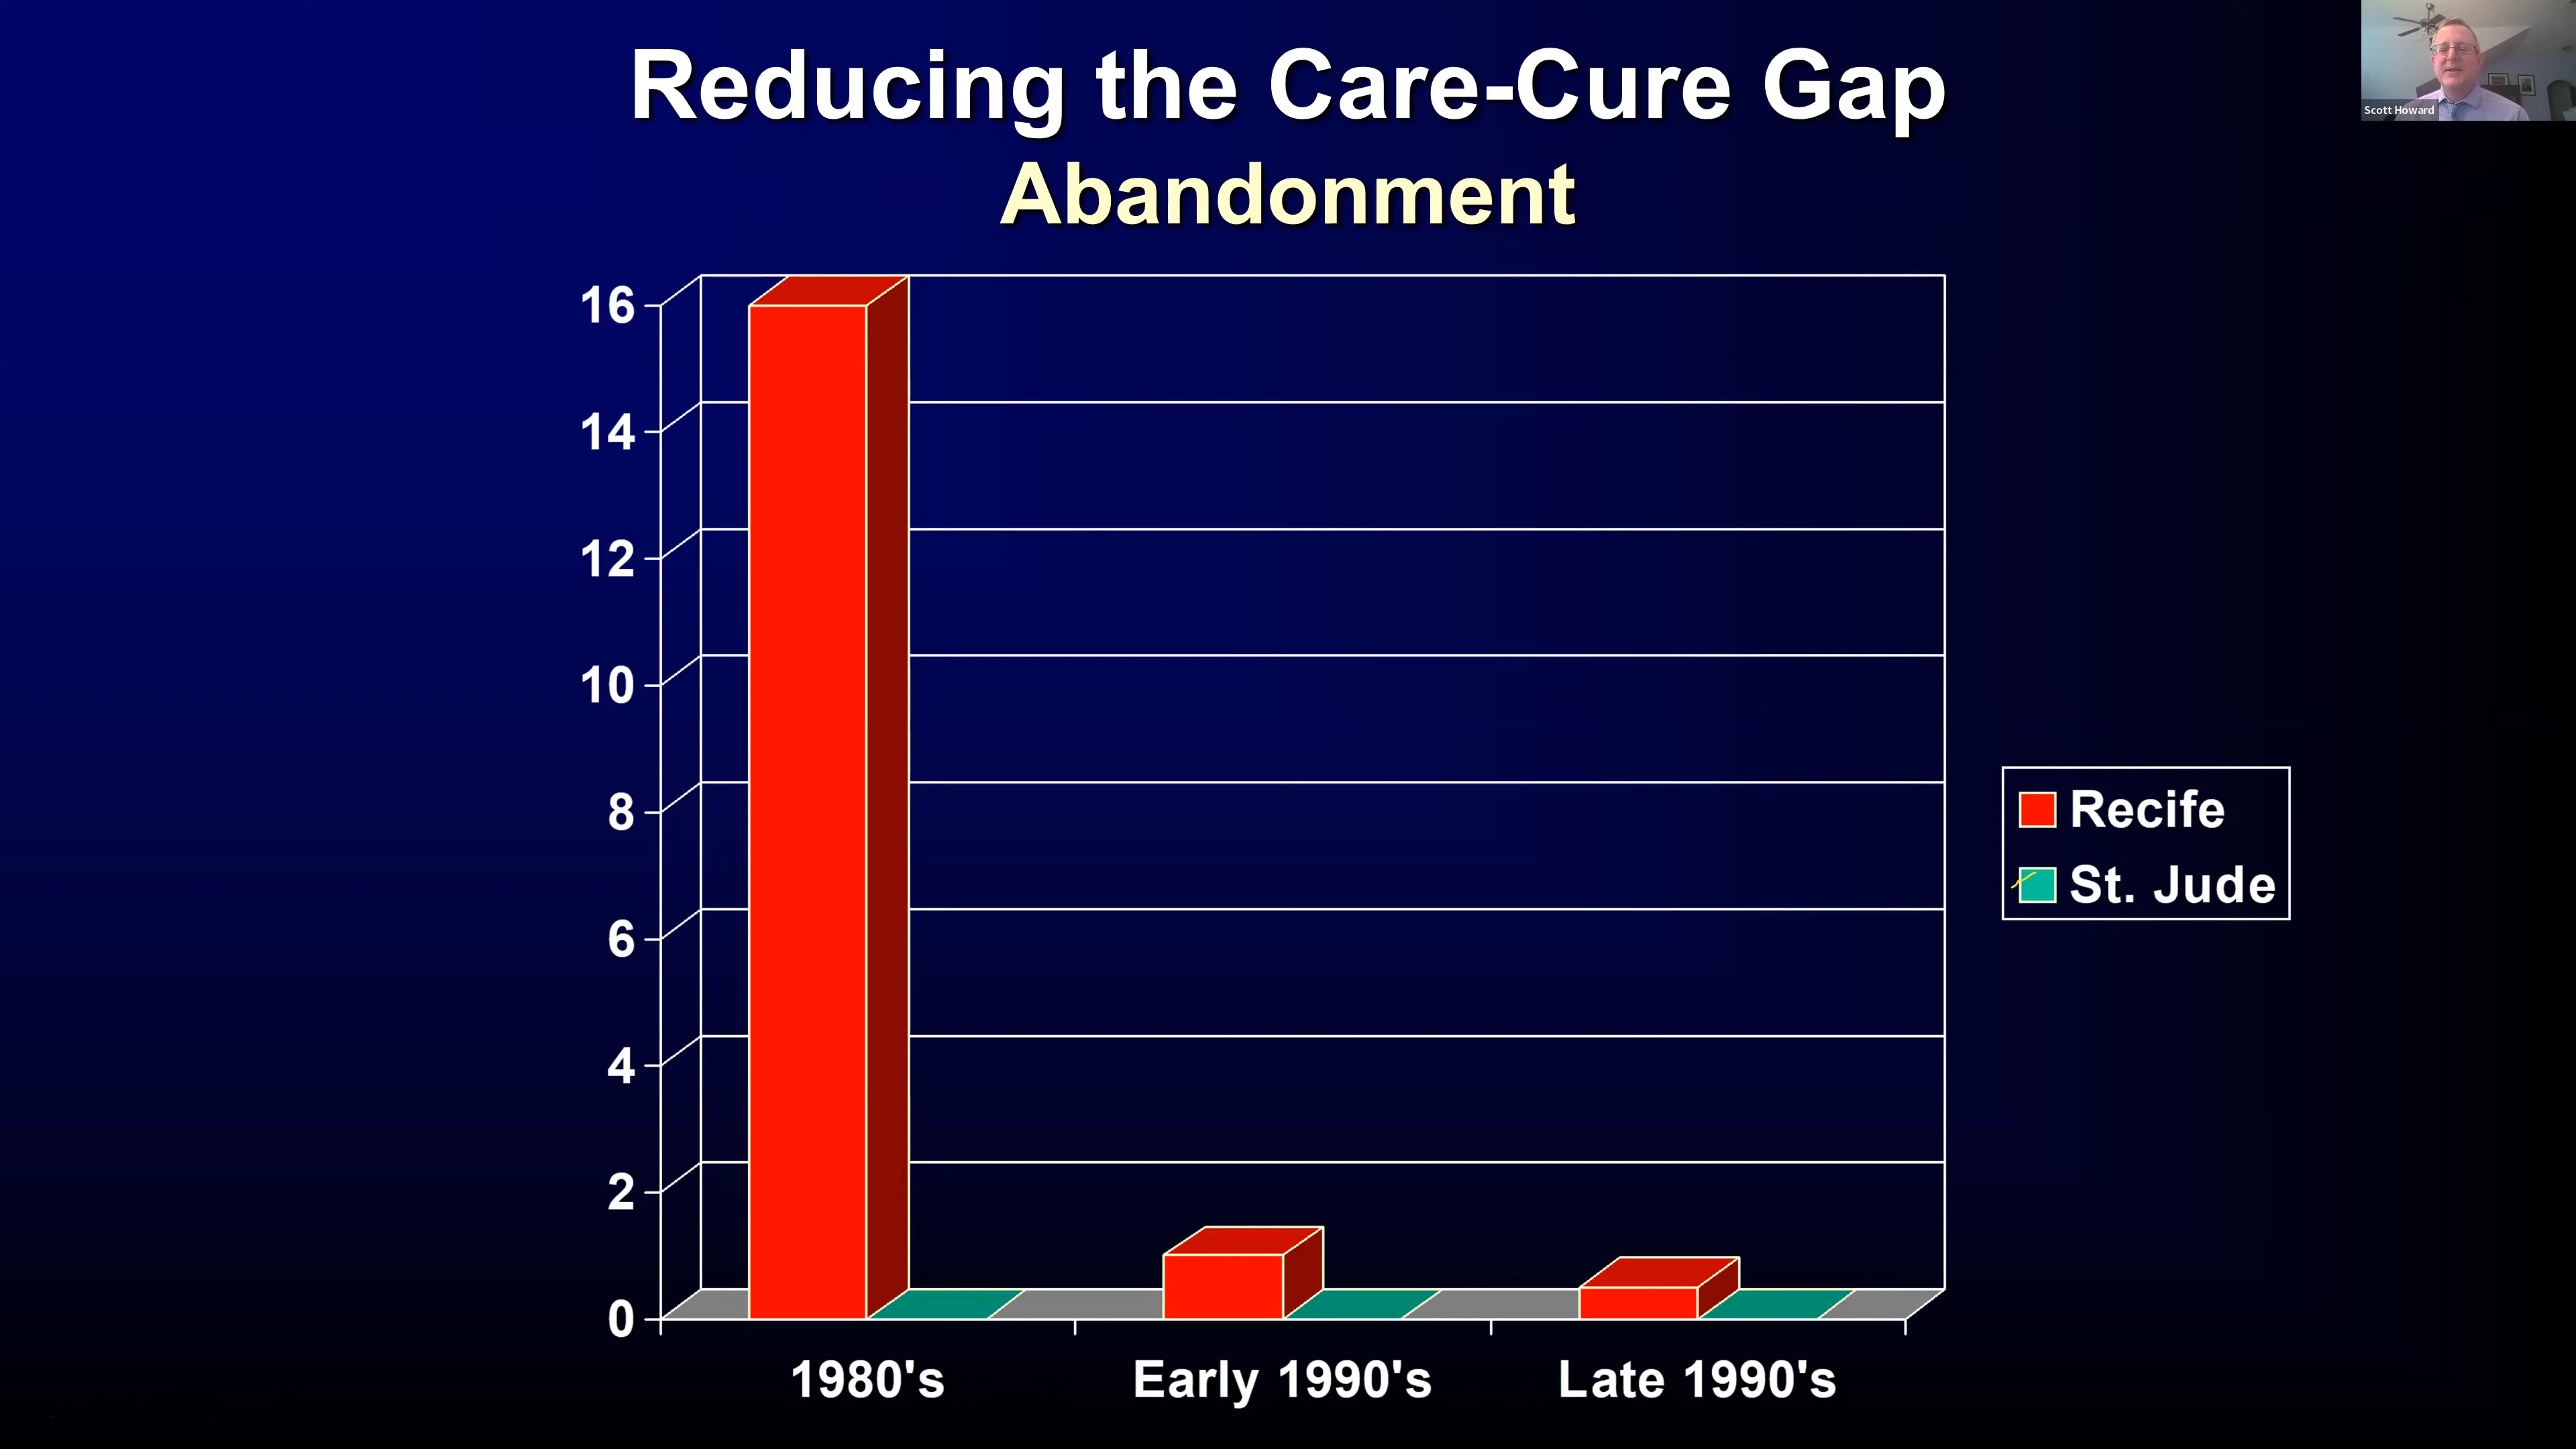 Reducing the Care-Cure Gap
Abandonment
Scott Howard
16
14
12
10
8
6
4
2
0
1980's
Early 1990's
Late 1990's
Recife
St. Jude